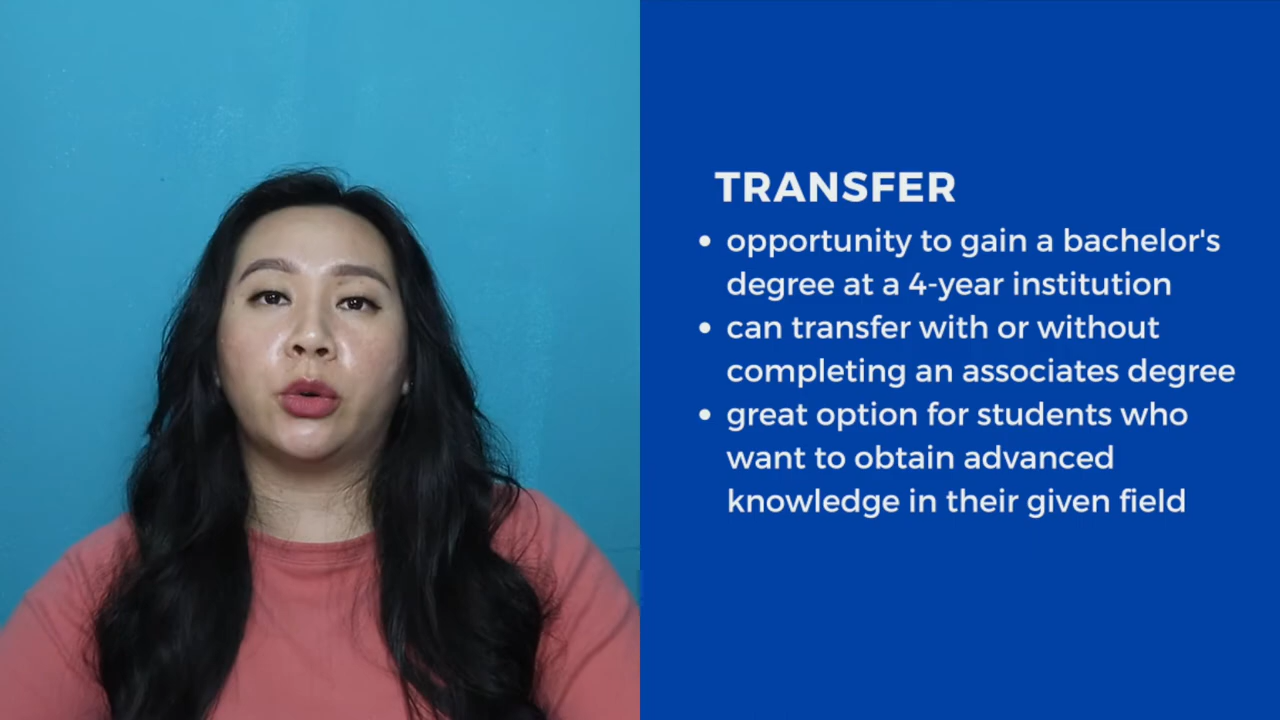 TRANSFER
• opportunity to gain a bachelor's
degree at a 4-year institution
• can transfer with or without
completing an associates degree
• great option for students who
want to obtain advanced
knowledge in their given field